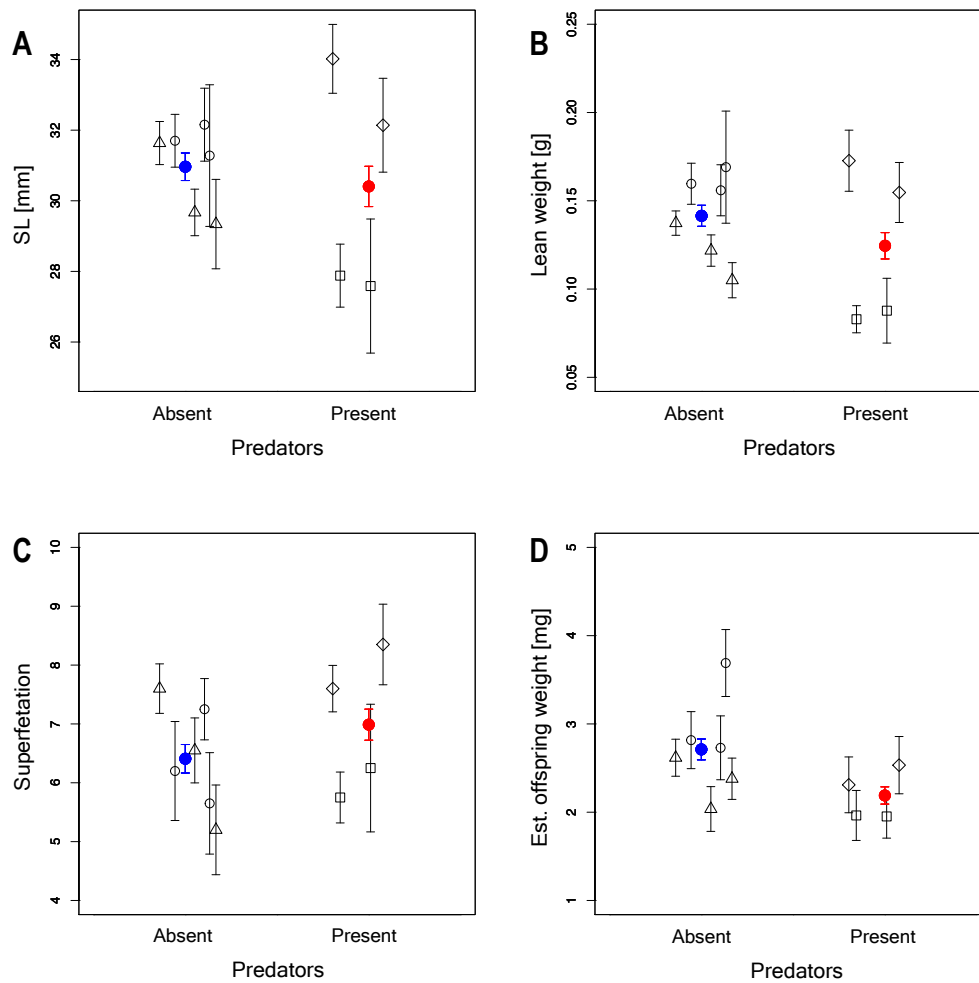 A
SL [mm]
34
32
30
28
26
Absent
Present
Predators
B
Lean weight [g]
0.25
0.20
0.15
0.10
0.05
Absent
Present
Predators
C
Superfetation
10
9
8
7
6
5
4
Absent
Present
Predators
D
Est. offspring weight [mg]
5
4
3
2
1
Absent
Present
Predators